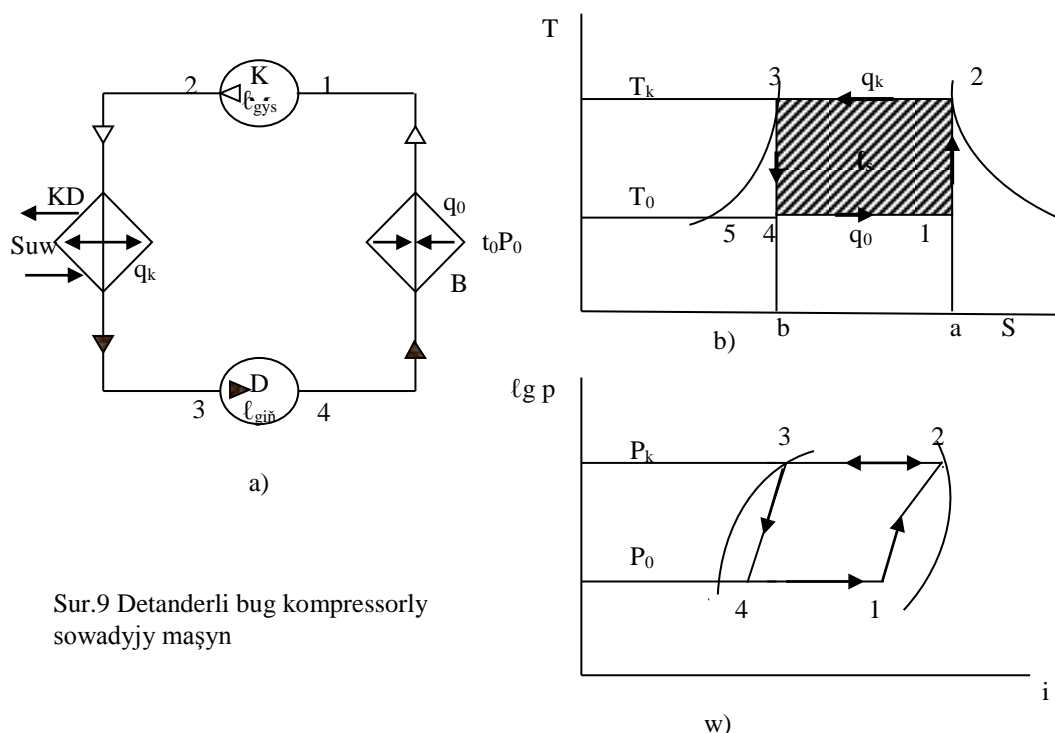 2
K
1
ℓgýs
KD
Suw
qk
q0
t0P0
B
D
3
ℓgiň
4
a)
Sur.9 Detanderli bug kompressorly
sowadyjy maşyn
T
3
qk
2
Tk
ℓs
T0
5
4
q0
1
b
a
S
b)
ℓg p
3
2
Pk
P0
4
1
i
w)